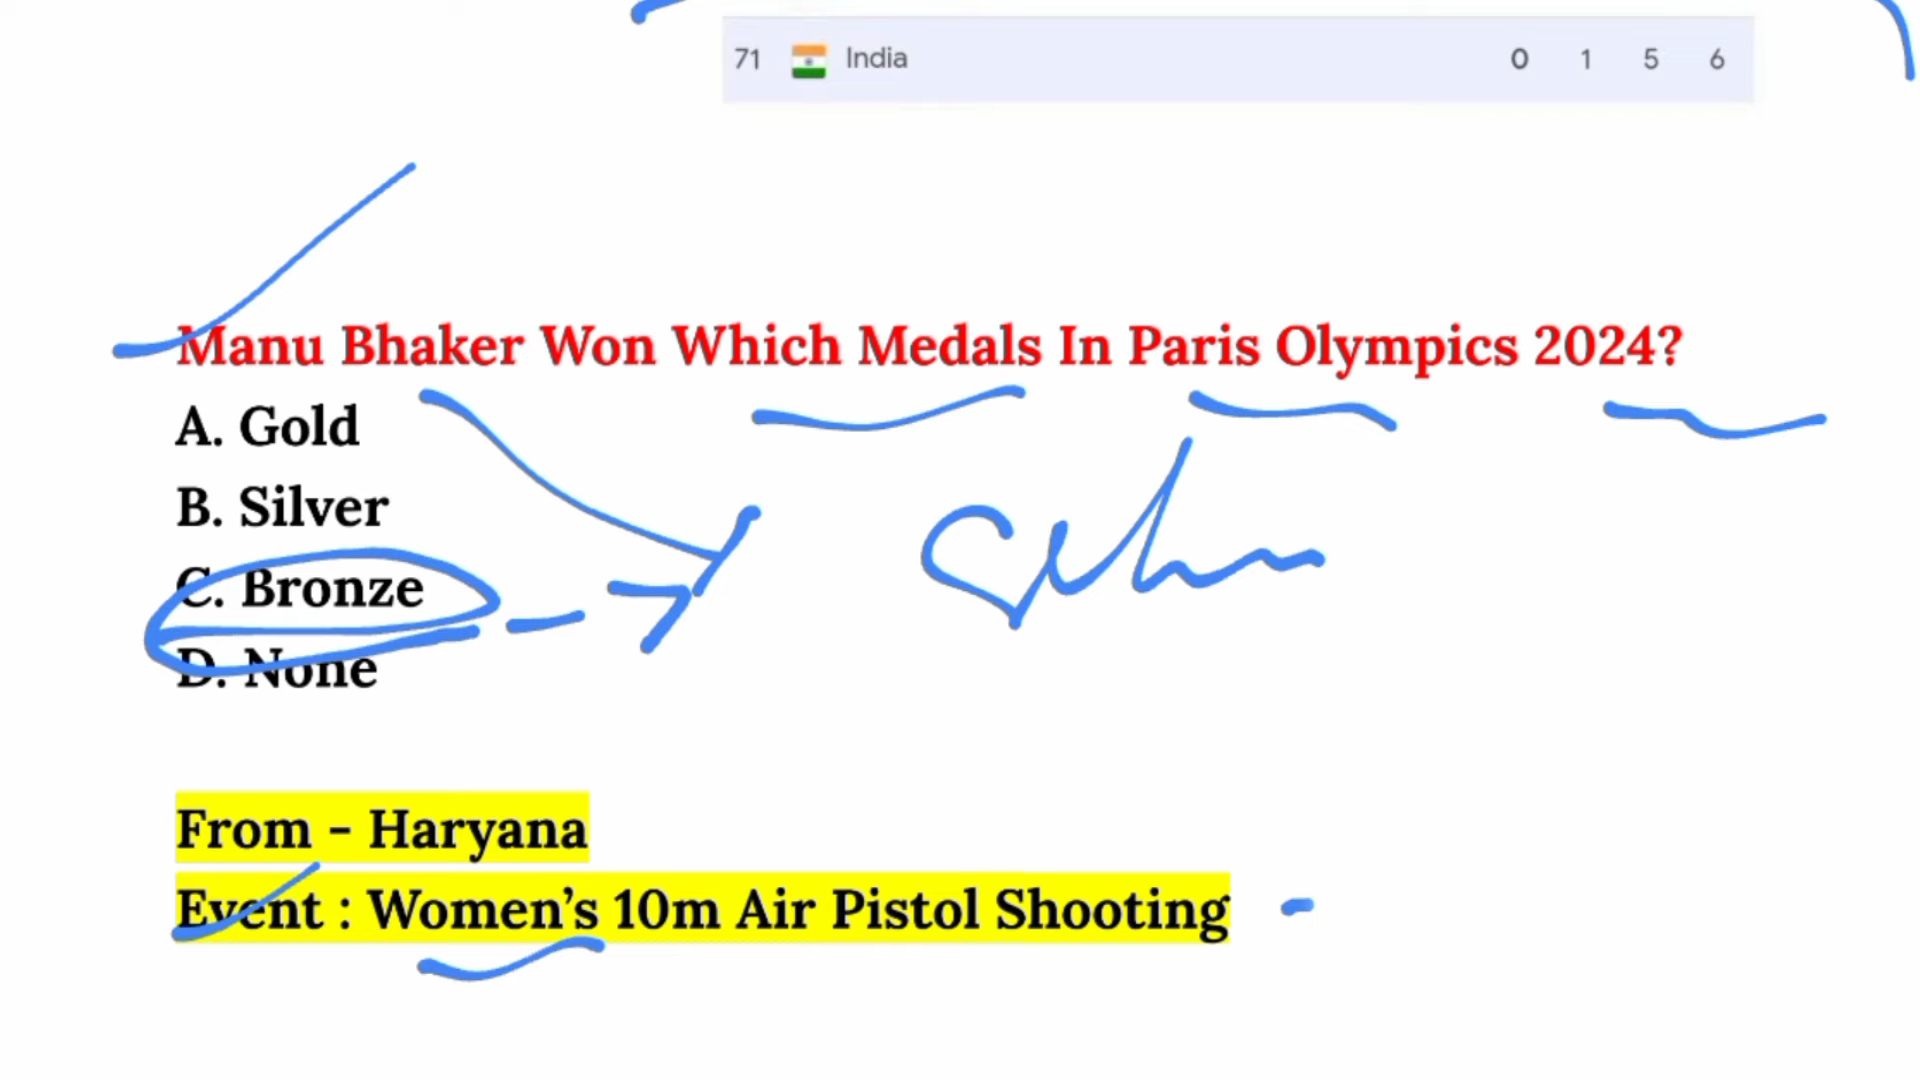 71 India 0 1 5 6
Manu Bhaker Won Which Medals In Paris Olympics 2024?
A. Gold
B. Silver
C. Bronze
D. None
From - Haryana
Event : Women’s 10m Air Pistol Shooting